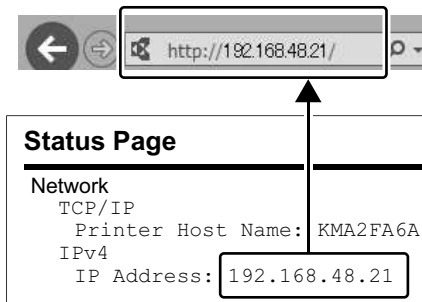 http://192.168.48.21/
Status Page
Network
TCP/IP
Printer Host Name: KMA2FA6A
IPv4
IP Address: 192.168.48.21